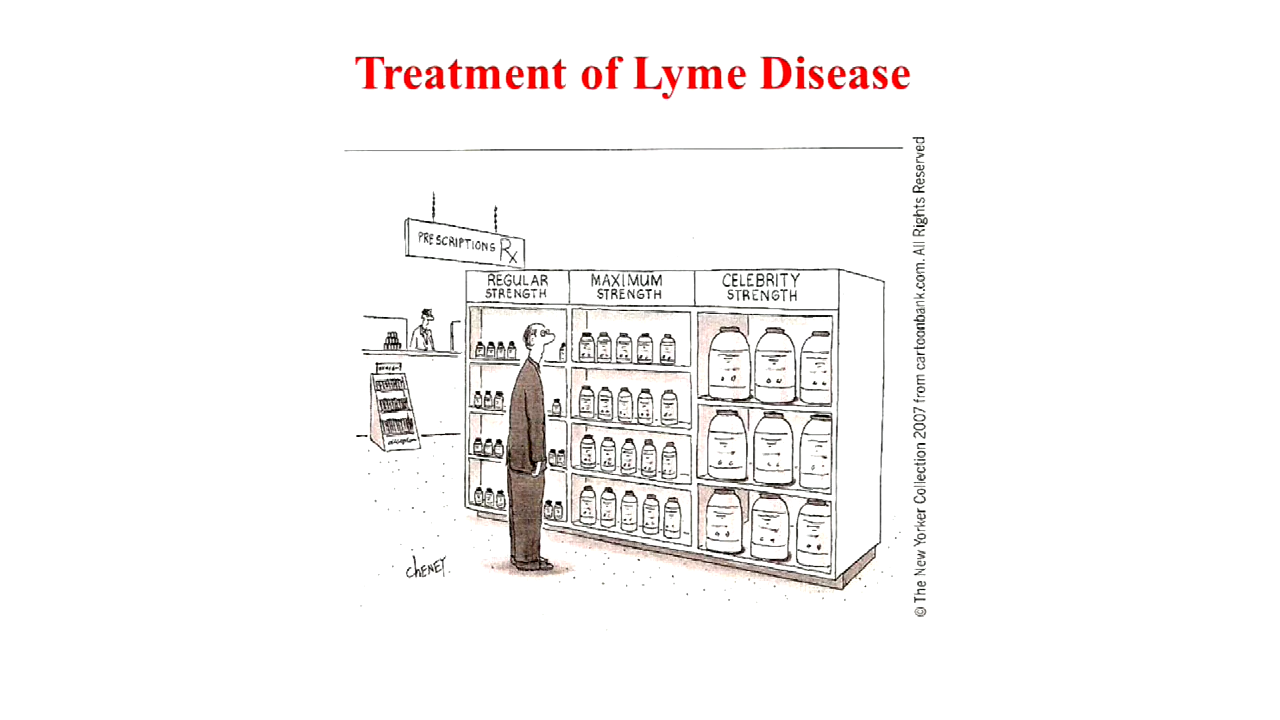 Treatment of Lyme Disease
PRESCRIPTIONS Rx
REGULAR
STRENGTH
MAXIMUM
STRENGTH
CELEBRITY
STRENGTH
CHENEY
© The New Yorker Collection 2007 from cartoonbank.com. All Rights Reserved